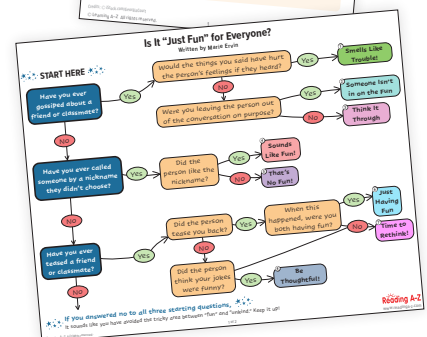 © Reading A-Z. All rights reserved.
Is It "Just Fun" for Everyone?
Written by Marie Ervin
START HERE
Have you ever
gossiped about a
friend or classmate?
Yes
Would the things you said have hurt
the person's feelings if they heard?
Yes
Smells Like
Trouble!
No
Were you leaving the person out
of the conversation on purpose?
Yes
Someone Isn't
in on the Fun
No
Think It
Through
No
Have you ever called
someone by a nickname
they didn't choose?
Yes
Did the
person like the
nickname?
Yes
Sounds
Like Fun!
No
That's
No Fun!
No
Have you ever
teased a friend
or classmate?
Yes
Did the person
tease you back?
Yes
When this
happened, were you
both having fun?
Yes
Just
Having
Fun
No
Time to
Rethink!
No
Did the person
think your jokes
were funny?
Yes
Be
Thoughtful!
No
If you answered no to all three starting questions,
it sounds like you have avoided the tricky area between "fun" and "unkind." Keep it up!
Reading A-Z